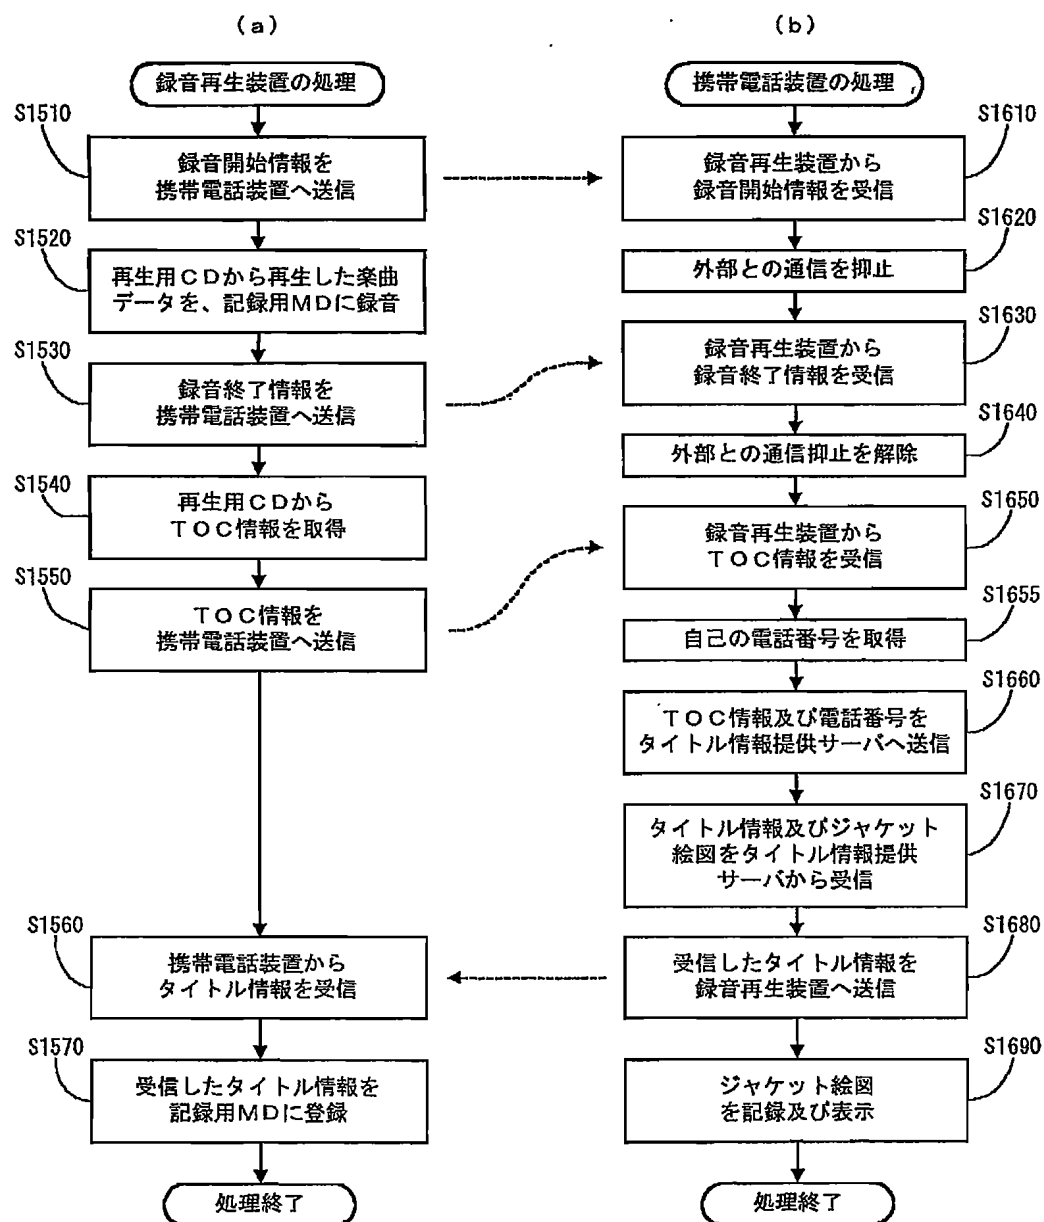 (a)
録音再生装置の処理
S1510
録音開始情報を
携帯電話装置へ送信
S1520
再生用CDから再生した楽曲
データを、記録用MDに録音
S1530
録音終了情報を
携帯電話装置へ送信
S1540
再生用CDから
TOC情報を取得
S1550
TOC情報を
携帯電話装置へ送信
S1560
携帯電話装置から
タイトル情報を受信
S1570
受信したタイトル情報を
記録用MDに登録
処理終了
(b)
携帯電話装置の処理
S1610
録音再生装置から
録音開始情報を受信
S1620
外部との通信を抑止
S1630
録音再生装置から
録音終了情報を受信
S1640
外部との通信抑止を解除
S1650
録音再生装置から
TOC情報を受信
S1655
自己の電話番号を取得
S1660
TOC情報及び電話番号を
タイトル情報提供サーバへ送信
S1670
タイトル情報及びジャケット
絵図をタイトル情報提供
サーバから受信
S1680
受信したタイトル情報を
録音再生装置へ送信
S1690
ジャケット絵図
を記録及び表示
処理終了